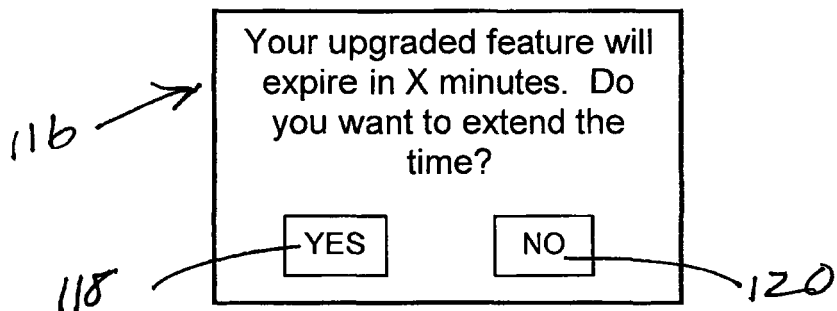 Your upgraded feature will
expire in X minutes. Do
you want to extend the
time?
116
YES
NO
118
120